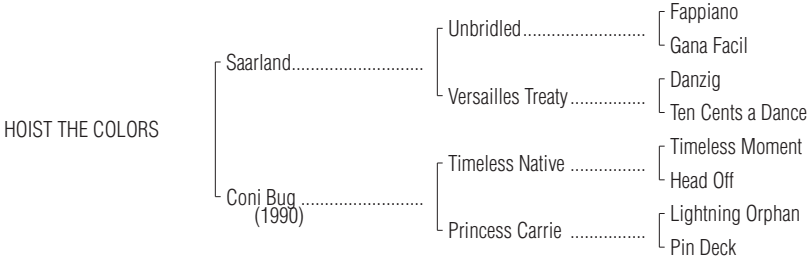 Fappiano
Unbridled..........................
Gana Facil
Saarland............................
Danzig
Versailles Treaty................
Ten Cents a Dance
HOIST THE COLORS
Timeless Moment
Timeless Native ................
Head Off
Coni Bug ..........................
(1990)
Lightning Orphan
Princess Carrie ................
Pin Deck